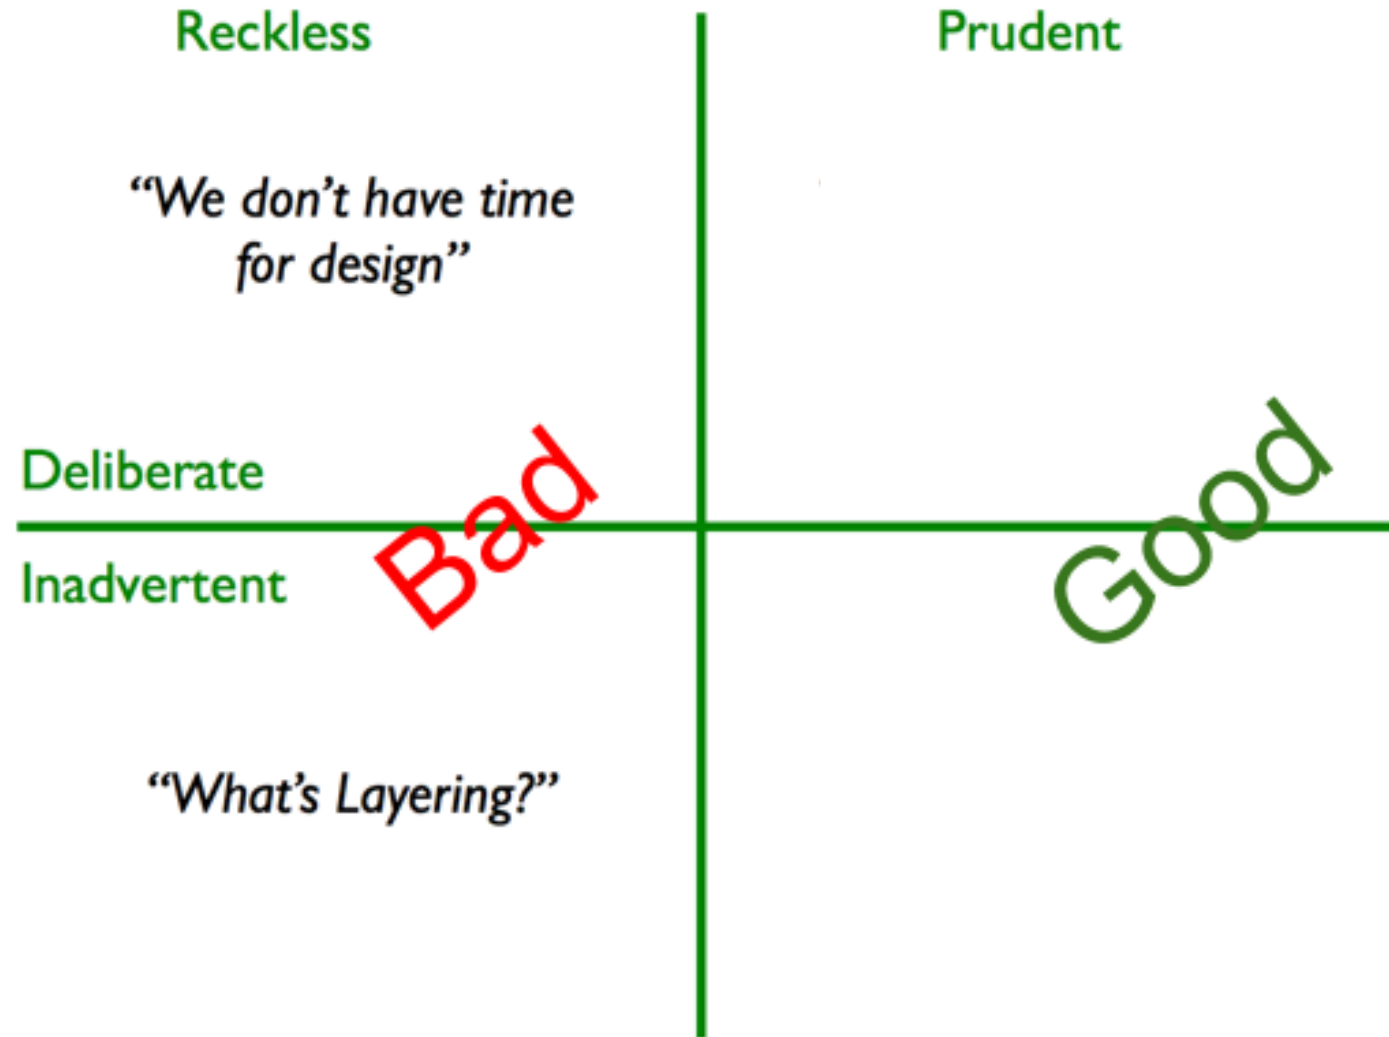 Reckless
Prudent
“We don’t have time
for design”
Deliberate
Bad
Good
Inadvertent
“What’s Layering?”